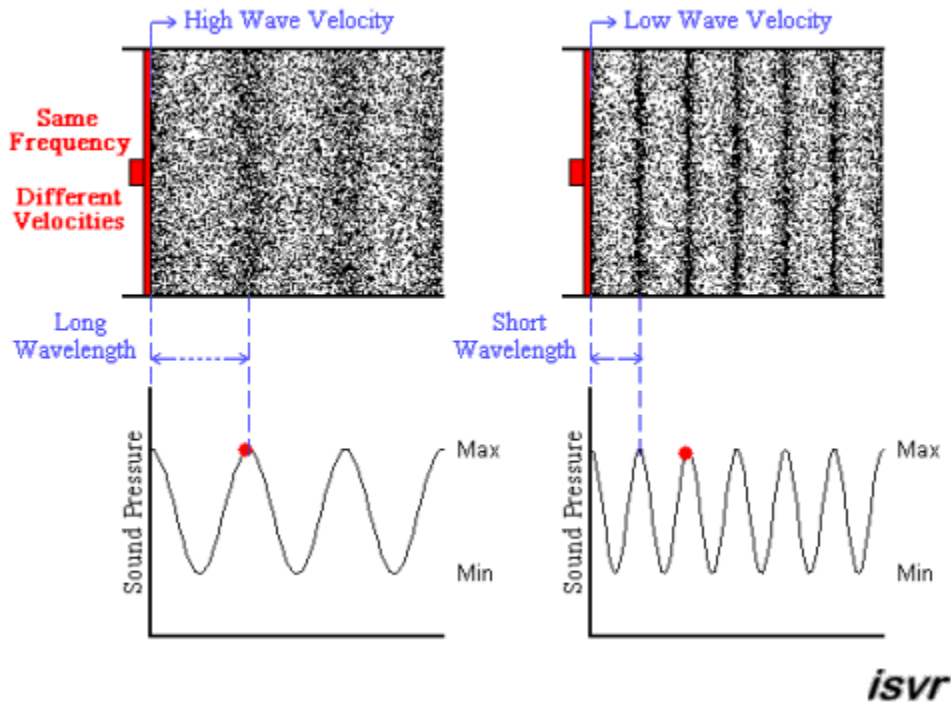 High Wave Velocity
Low Wave Velocity
Same
Frequency
Different
Velocities
Long
Wavelength
Short
Wavelength
Sound Pressure
Max
Min
Sound Pressure
Max
Min
isvr